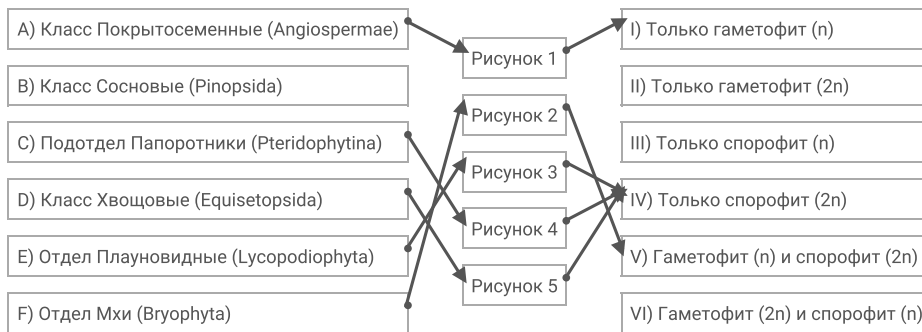 A) Класс Покрытосеменные (Angiospermae)
B) Класс Сосновые (Pinopsida)
C) Подотдел Папоротники (Pteridophytina)
D) Класс Хвощовые (Equisetopsida)
E) Отдел Плауновидные (Lycopodiophyta)
F) Отдел Мхи (Bryophyta)
Рисунок 1
Рисунок 2
Рисунок 3
Рисунок 4
Рисунок 5
I) Только гаметофит (n)
II) Только гаметофит (2n)
III) Только спорофит (n)
IV) Только спорофит (2n)
V) Гаметофит (n) и спорофит (2n)
VI) Гаметофит (2n) и спорофит (n)